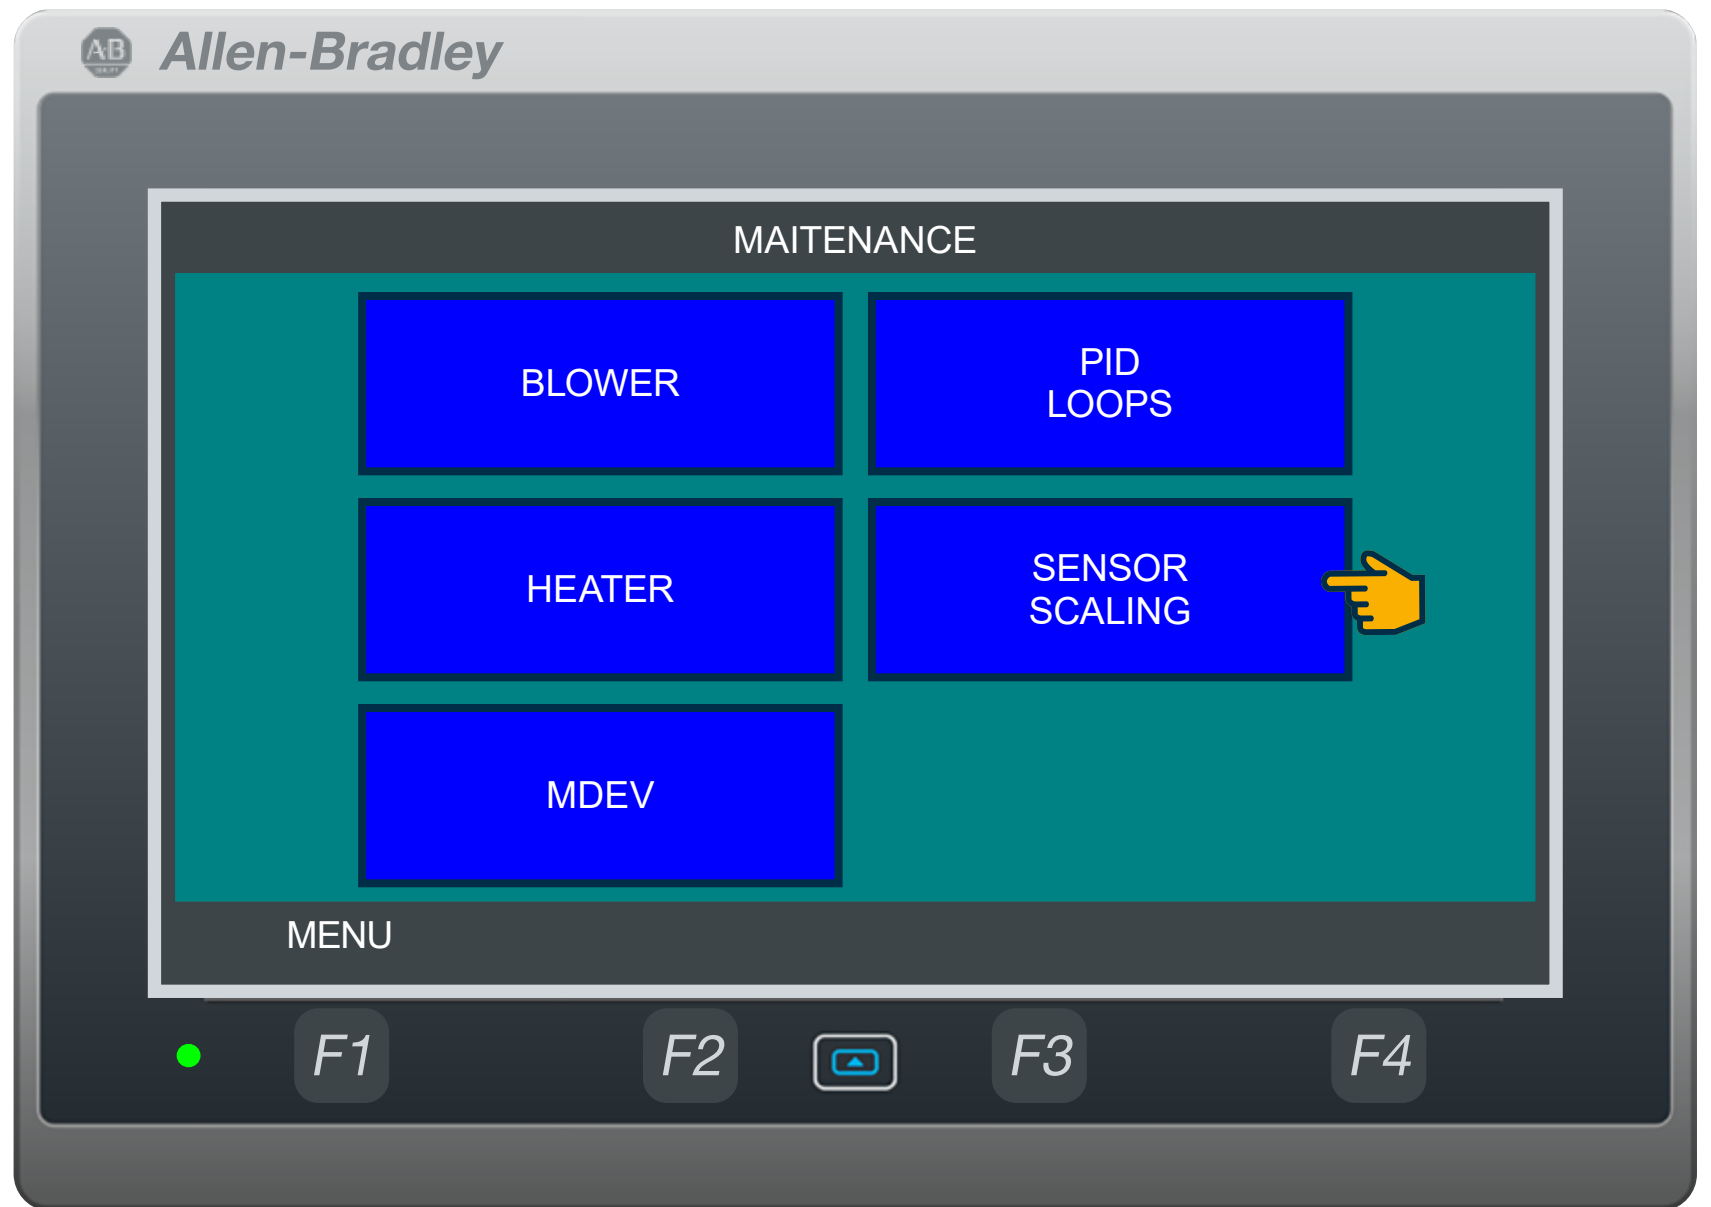 A·B
Allen-Bradley
MAITENANCE
BLOWER
PID
LOOPS
HEATER
SENSOR
SCALING
MDEV
MENU
F1
F2
F3
F4